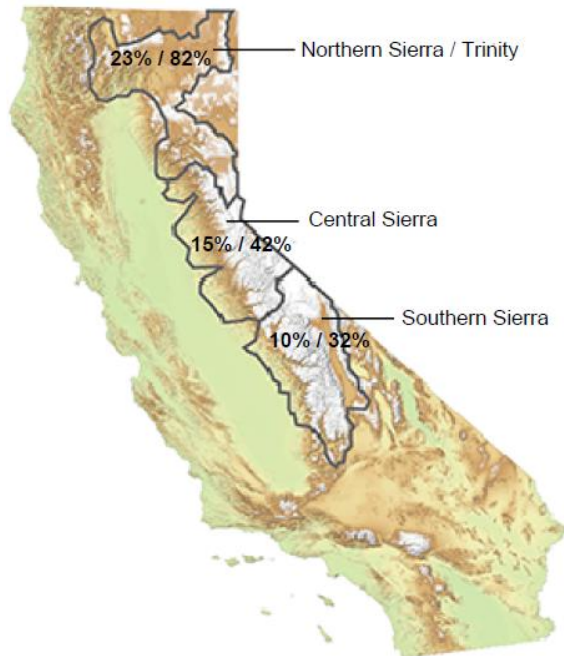 Northern Sierra / Trinity
23% / 82%
Central Sierra
15% / 42%
Southern Sierra
10% / 32%